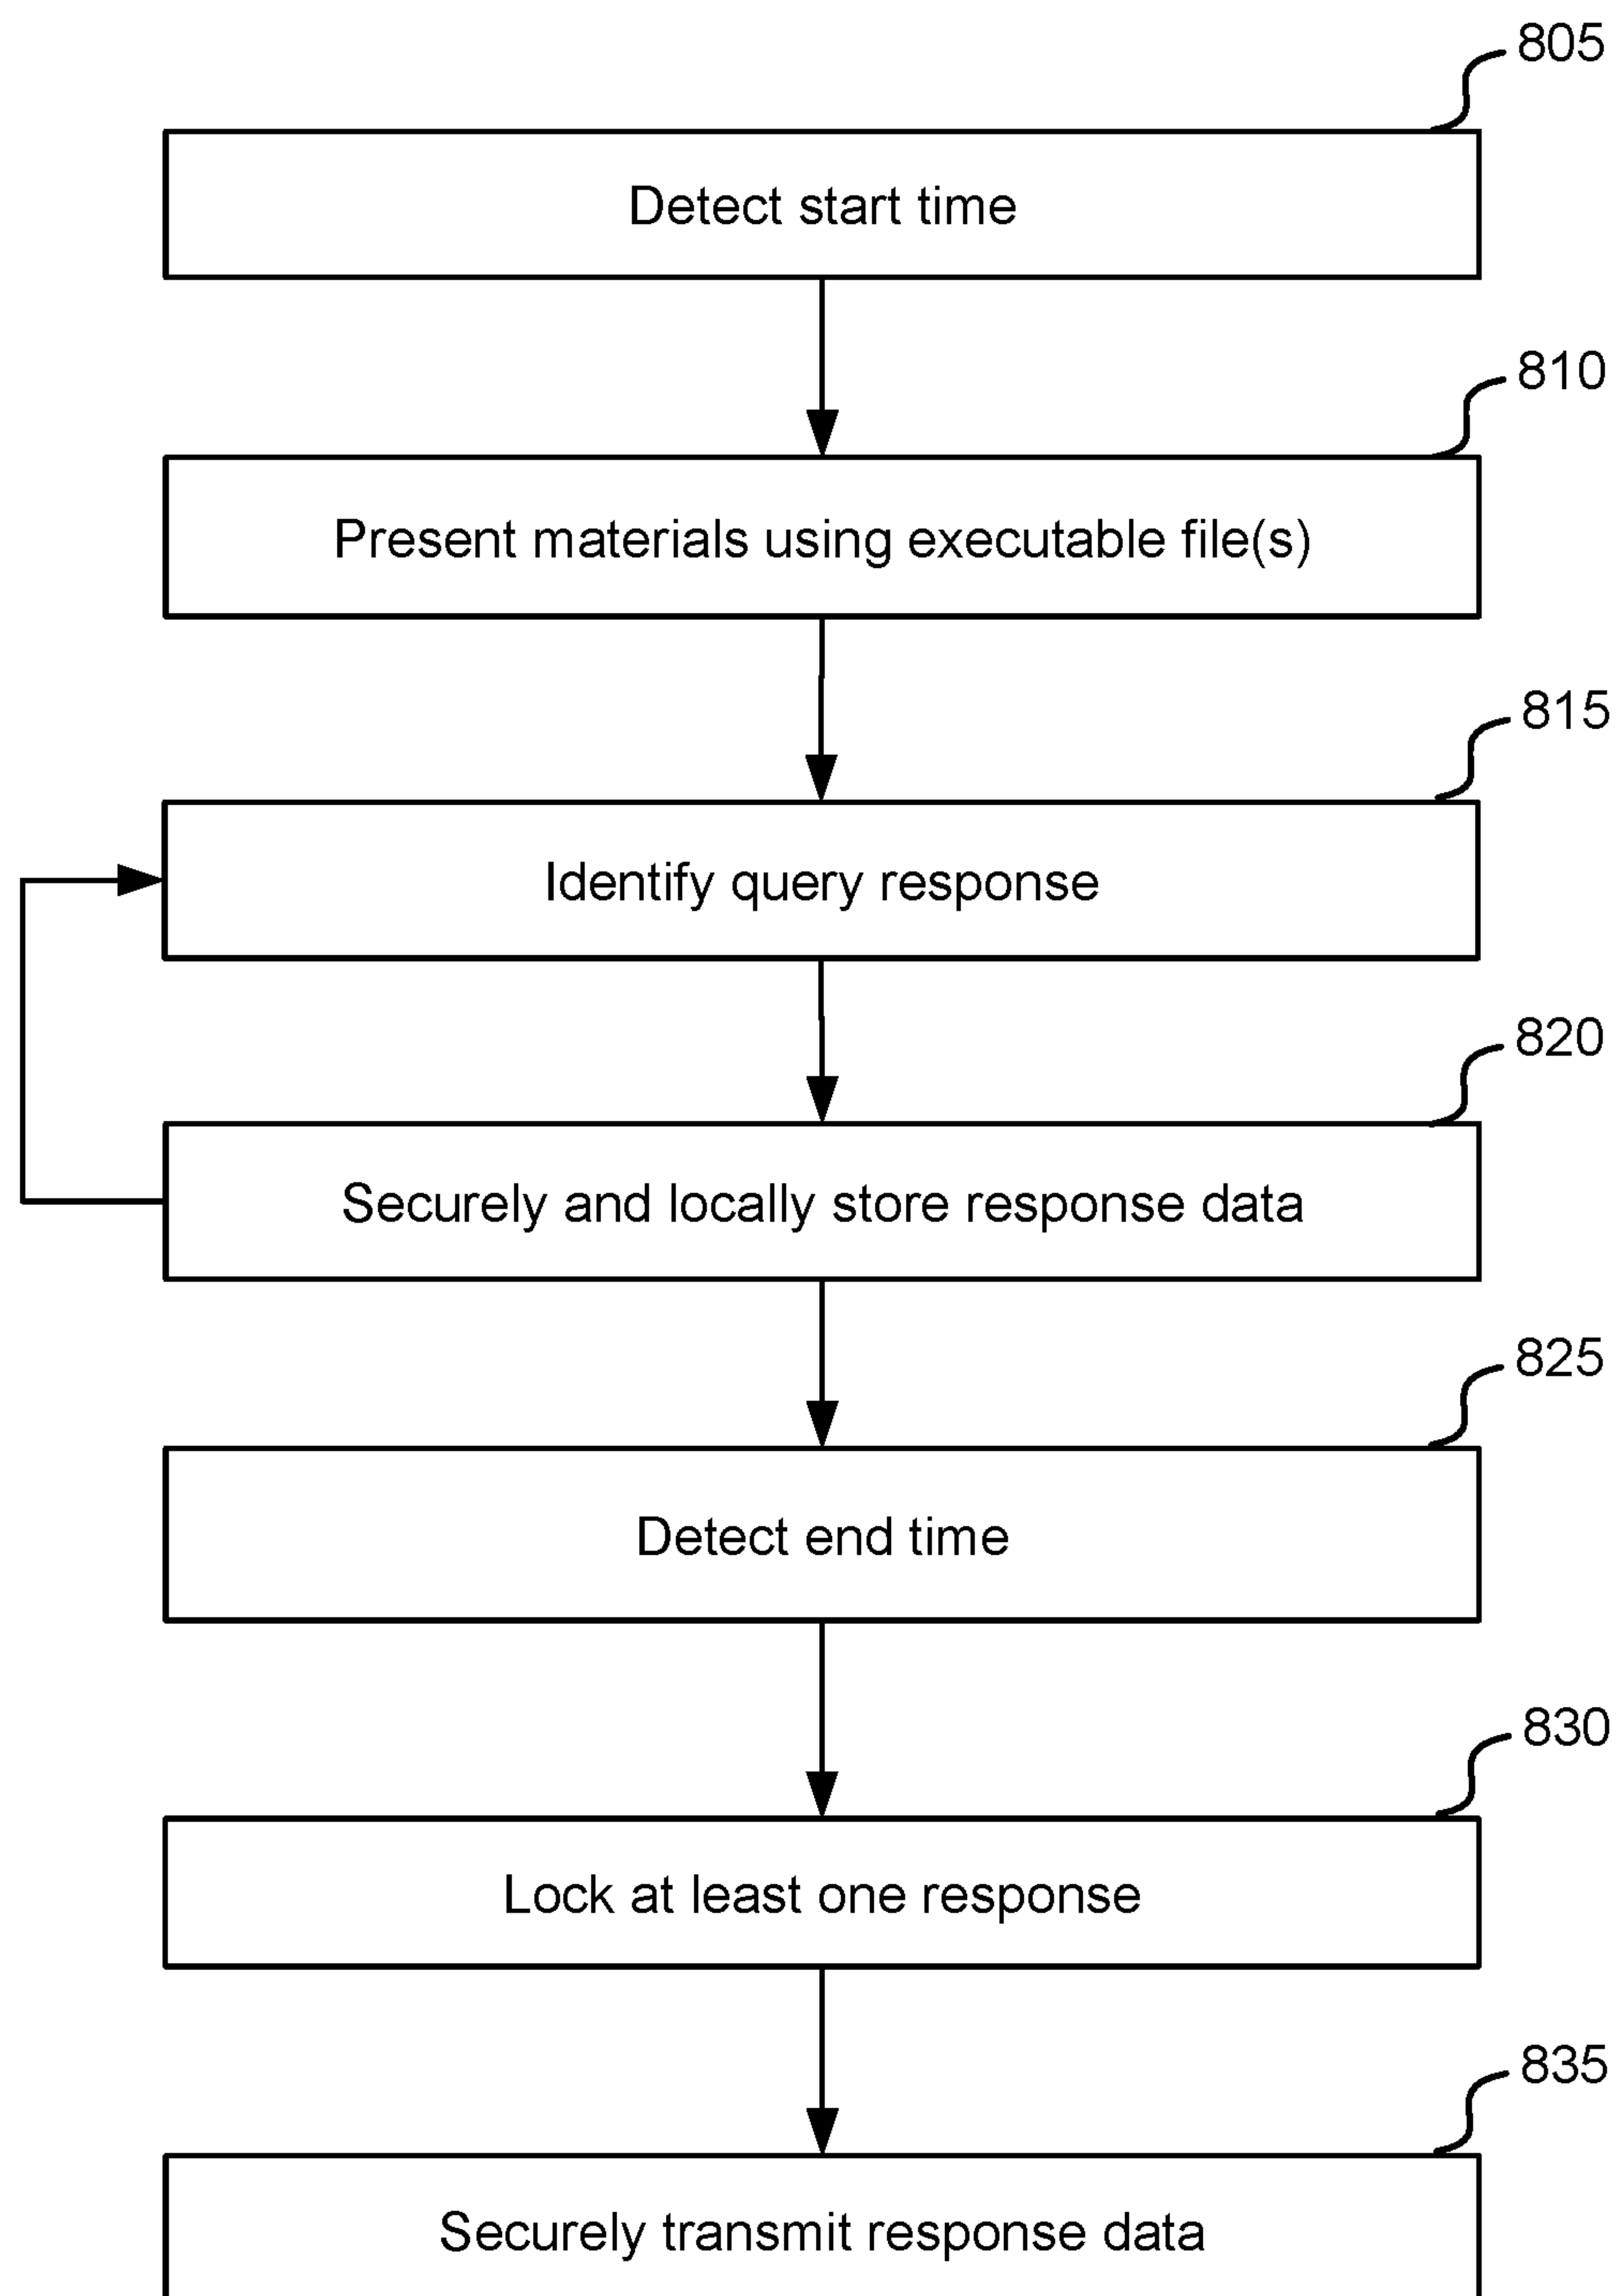 805
Detect start time
810
Present materials using executable file(s)
815
Identify query response
820
Securely and locally store response data
825
Detect end time
830
Lock at least one response
835
Securely transmit response data